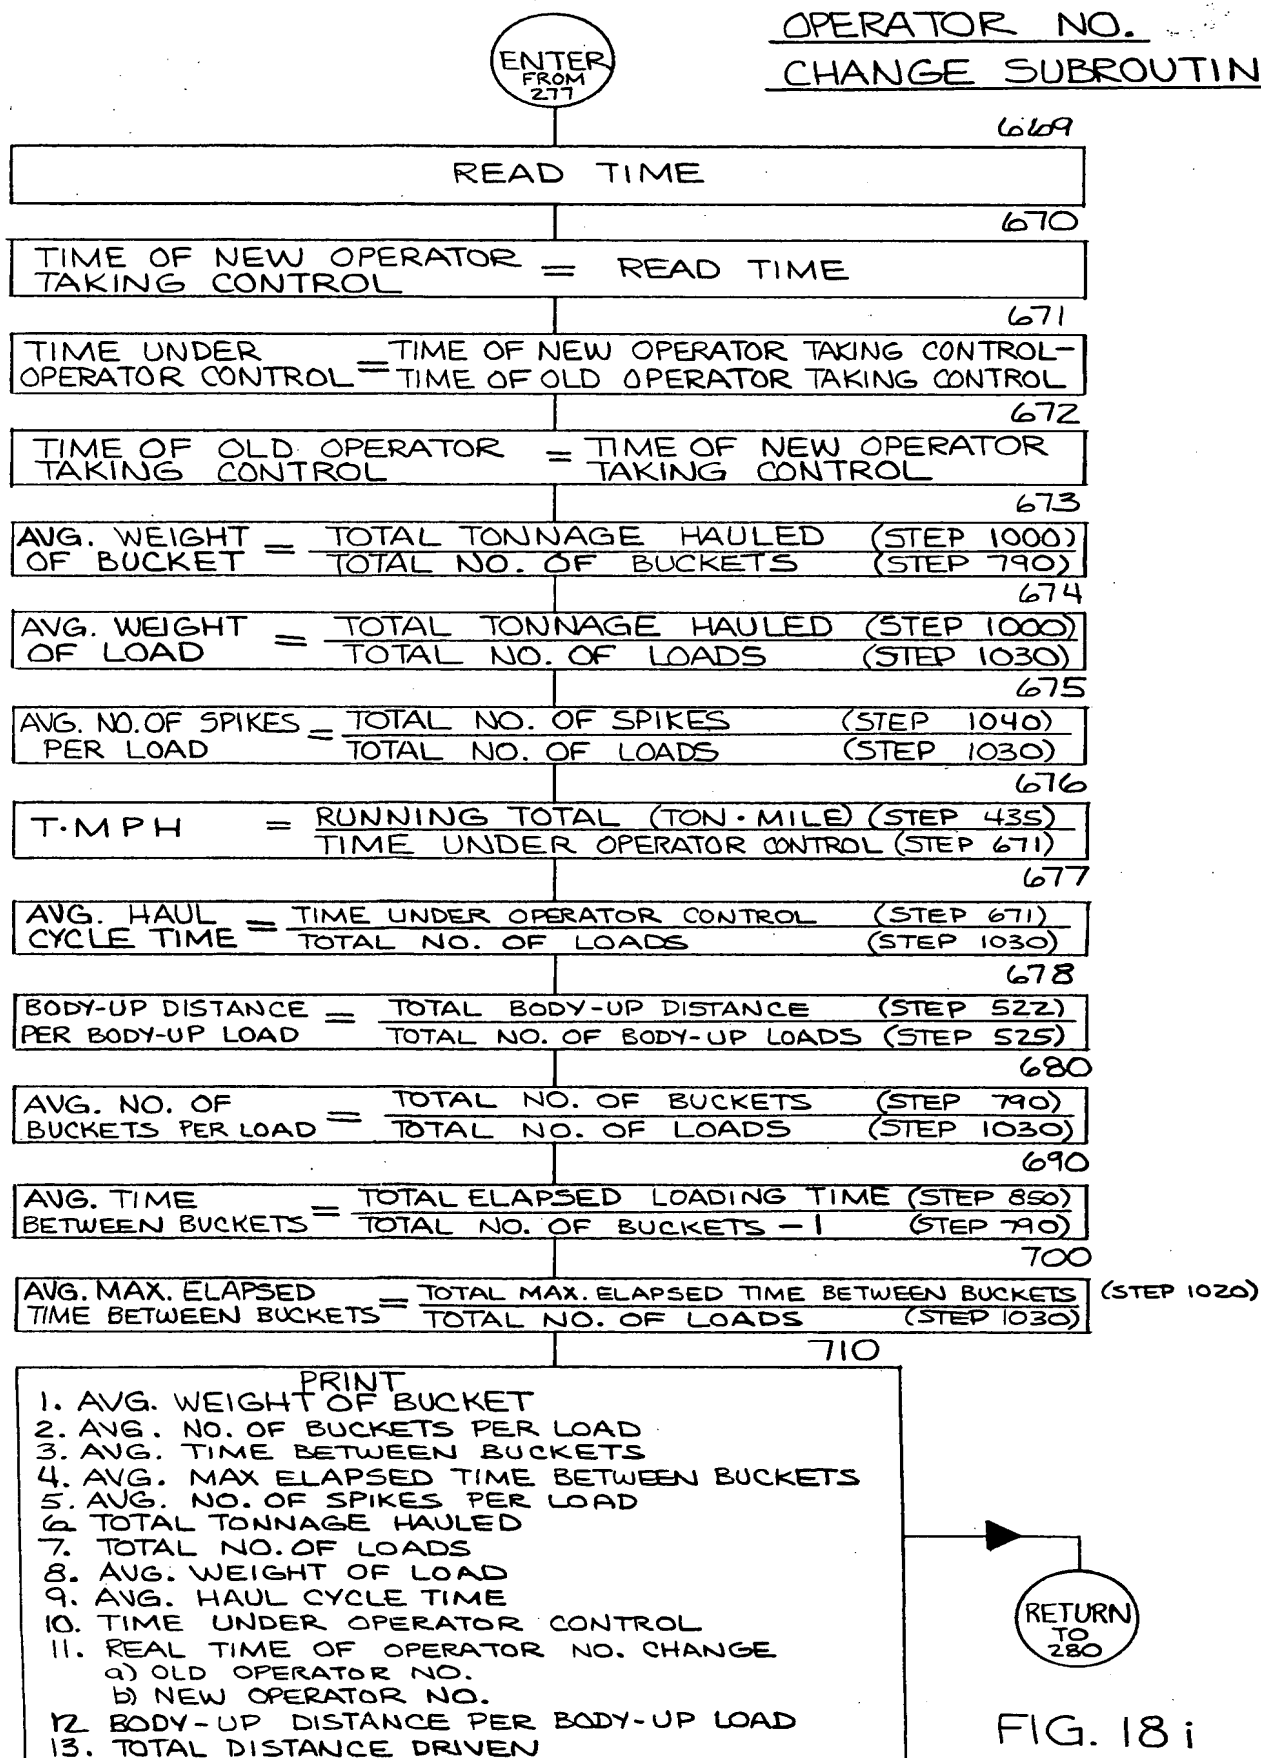 OPERATOR NO.
CHANGE SUBROUTIN
ENTER
FROM
277
669
READ TIME
670
TIME OF NEW OPERATOR
TAKING CONTROL = READ TIME
671
TIME UNDER
OPERATOR CONTROL = TIME OF NEW OPERATOR TAKING CONTROL-
TIME OF OLD OPERATOR TAKING CONTROL
672
TIME OF OLD OPERATOR
TAKING CONTROL = TIME OF NEW OPERATOR
TAKING CONTROL
673
AVG. WEIGHT
OF BUCKET = TOTAL TONNAGE HAULED (STEP 1000)
TOTAL NO. OF BUCKETS (STEP 790)
674
AVG. WEIGHT
OF LOAD = TOTAL TONNAGE HAULED (STEP 1000)
TOTAL NO. OF LOADS (STEP 1030)
675
AVG. NO. OF SPIKES
PER LOAD = TOTAL NO. OF SPIKES (STEP 1040)
TOTAL NO. OF LOADS (STEP 1030)
676
T·MPH = RUNNING TOTAL (TON·MILE) (STEP 435)
TIME UNDER OPERATOR CONTROL (STEP 671)
677
AVG. HAUL
CYCLE TIME = TIME UNDER OPERATOR CONTROL (STEP 671)
TOTAL NO. OF LOADS (STEP 1030)
678
BODY-UP DISTANCE
PER BODY-UP LOAD = TOTAL BODY-UP DISTANCE (STEP 522)
TOTAL NO. OF BODY-UP LOADS (STEP 525)
680
AVG. NO. OF
BUCKETS PER LOAD = TOTAL NO. OF BUCKETS (STEP 790)
TOTAL NO. OF LOADS (STEP 1030)
690
AVG. TIME
BETWEEN BUCKETS = TOTAL ELAPSED LOADING TIME (STEP 850)
TOTAL NO. OF BUCKETS - 1 (STEP 790)
700
AVG. MAX. ELAPSED
TIME BETWEEN BUCKETS = TOTAL MAX. ELAPSED TIME BETWEEN BUCKETS (STEP 1020)
TOTAL NO. OF LOADS (STEP 1030)
710
PRINT
1. AVG. WEIGHT OF BUCKET
2. AVG. NO. OF BUCKETS PER LOAD
3. AVG. TIME BETWEEN BUCKETS
4. AVG. MAX ELAPSED TIME BETWEEN BUCKETS
5. AVG. NO. OF SPIKES PER LOAD
6. TOTAL TONNAGE HAULED
7. TOTAL NO. OF LOADS
8. AVG. WEIGHT OF LOAD
9. AVG. HAUL CYCLE TIME
10. TIME UNDER OPERATOR CONTROL
11. REAL TIME OF OPERATOR NO. CHANGE
a) OLD OPERATOR NO.
b) NEW OPERATOR NO.
12. BODY-UP DISTANCE PER BODY-UP LOAD
13. TOTAL DISTANCE DRIVEN
RETURN
TO
280
FIG. 18 i